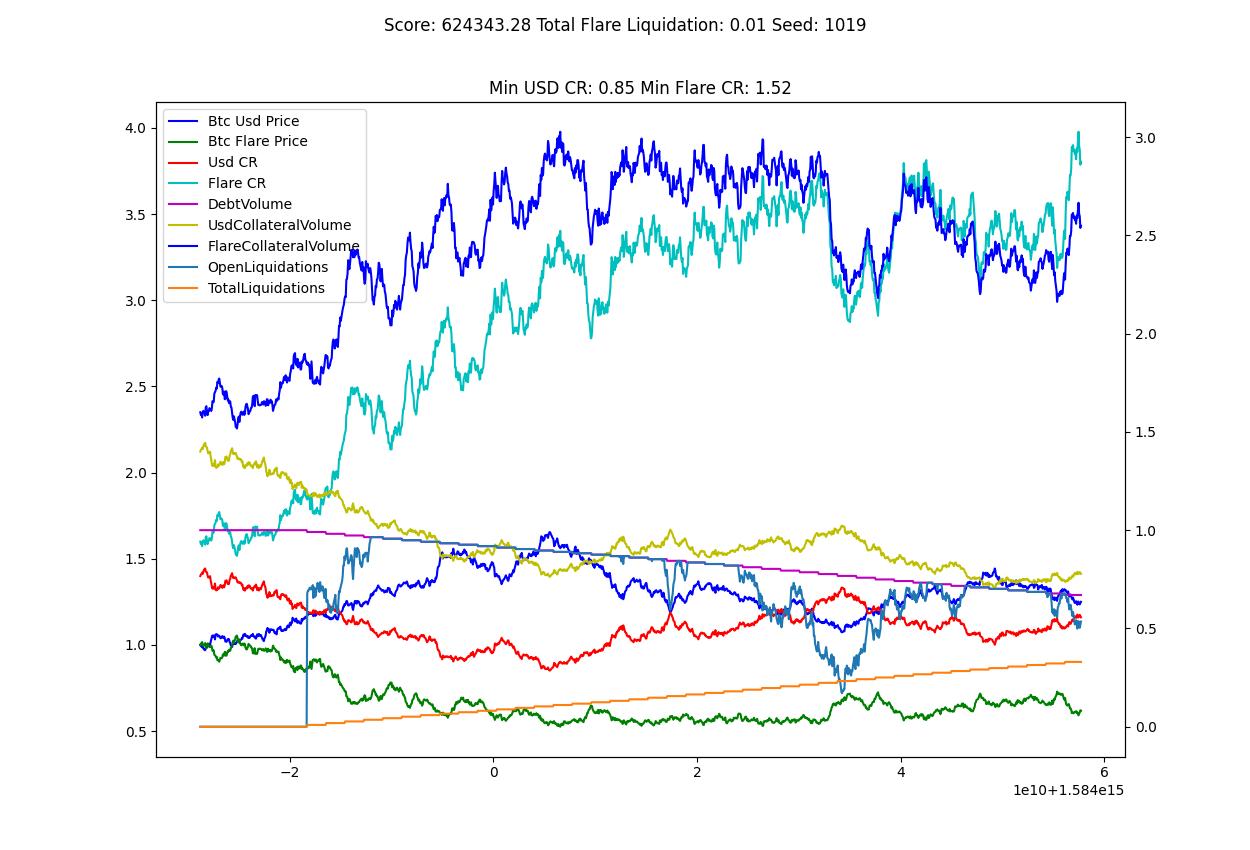 Score: 624343.28 Total Flare Liquidation: 0.01 Seed: 1019
Min USD CR: 0.85 Min Flare CR: 1.52
Btc Usd Price
Btc Flare Price
Usd CR
Flare CR
DebtVolume
UsdCollateralVolume
FlareCollateralVolume
OpenLiquidations
TotalLiquidations
4.0
3.5
3.0
2.5
2.0
1.5
1.0
0.5
3.0
2.5
2.0
1.5
1.0
0.5
0.0
−2 0 2 4 6
1e10+1.584e15